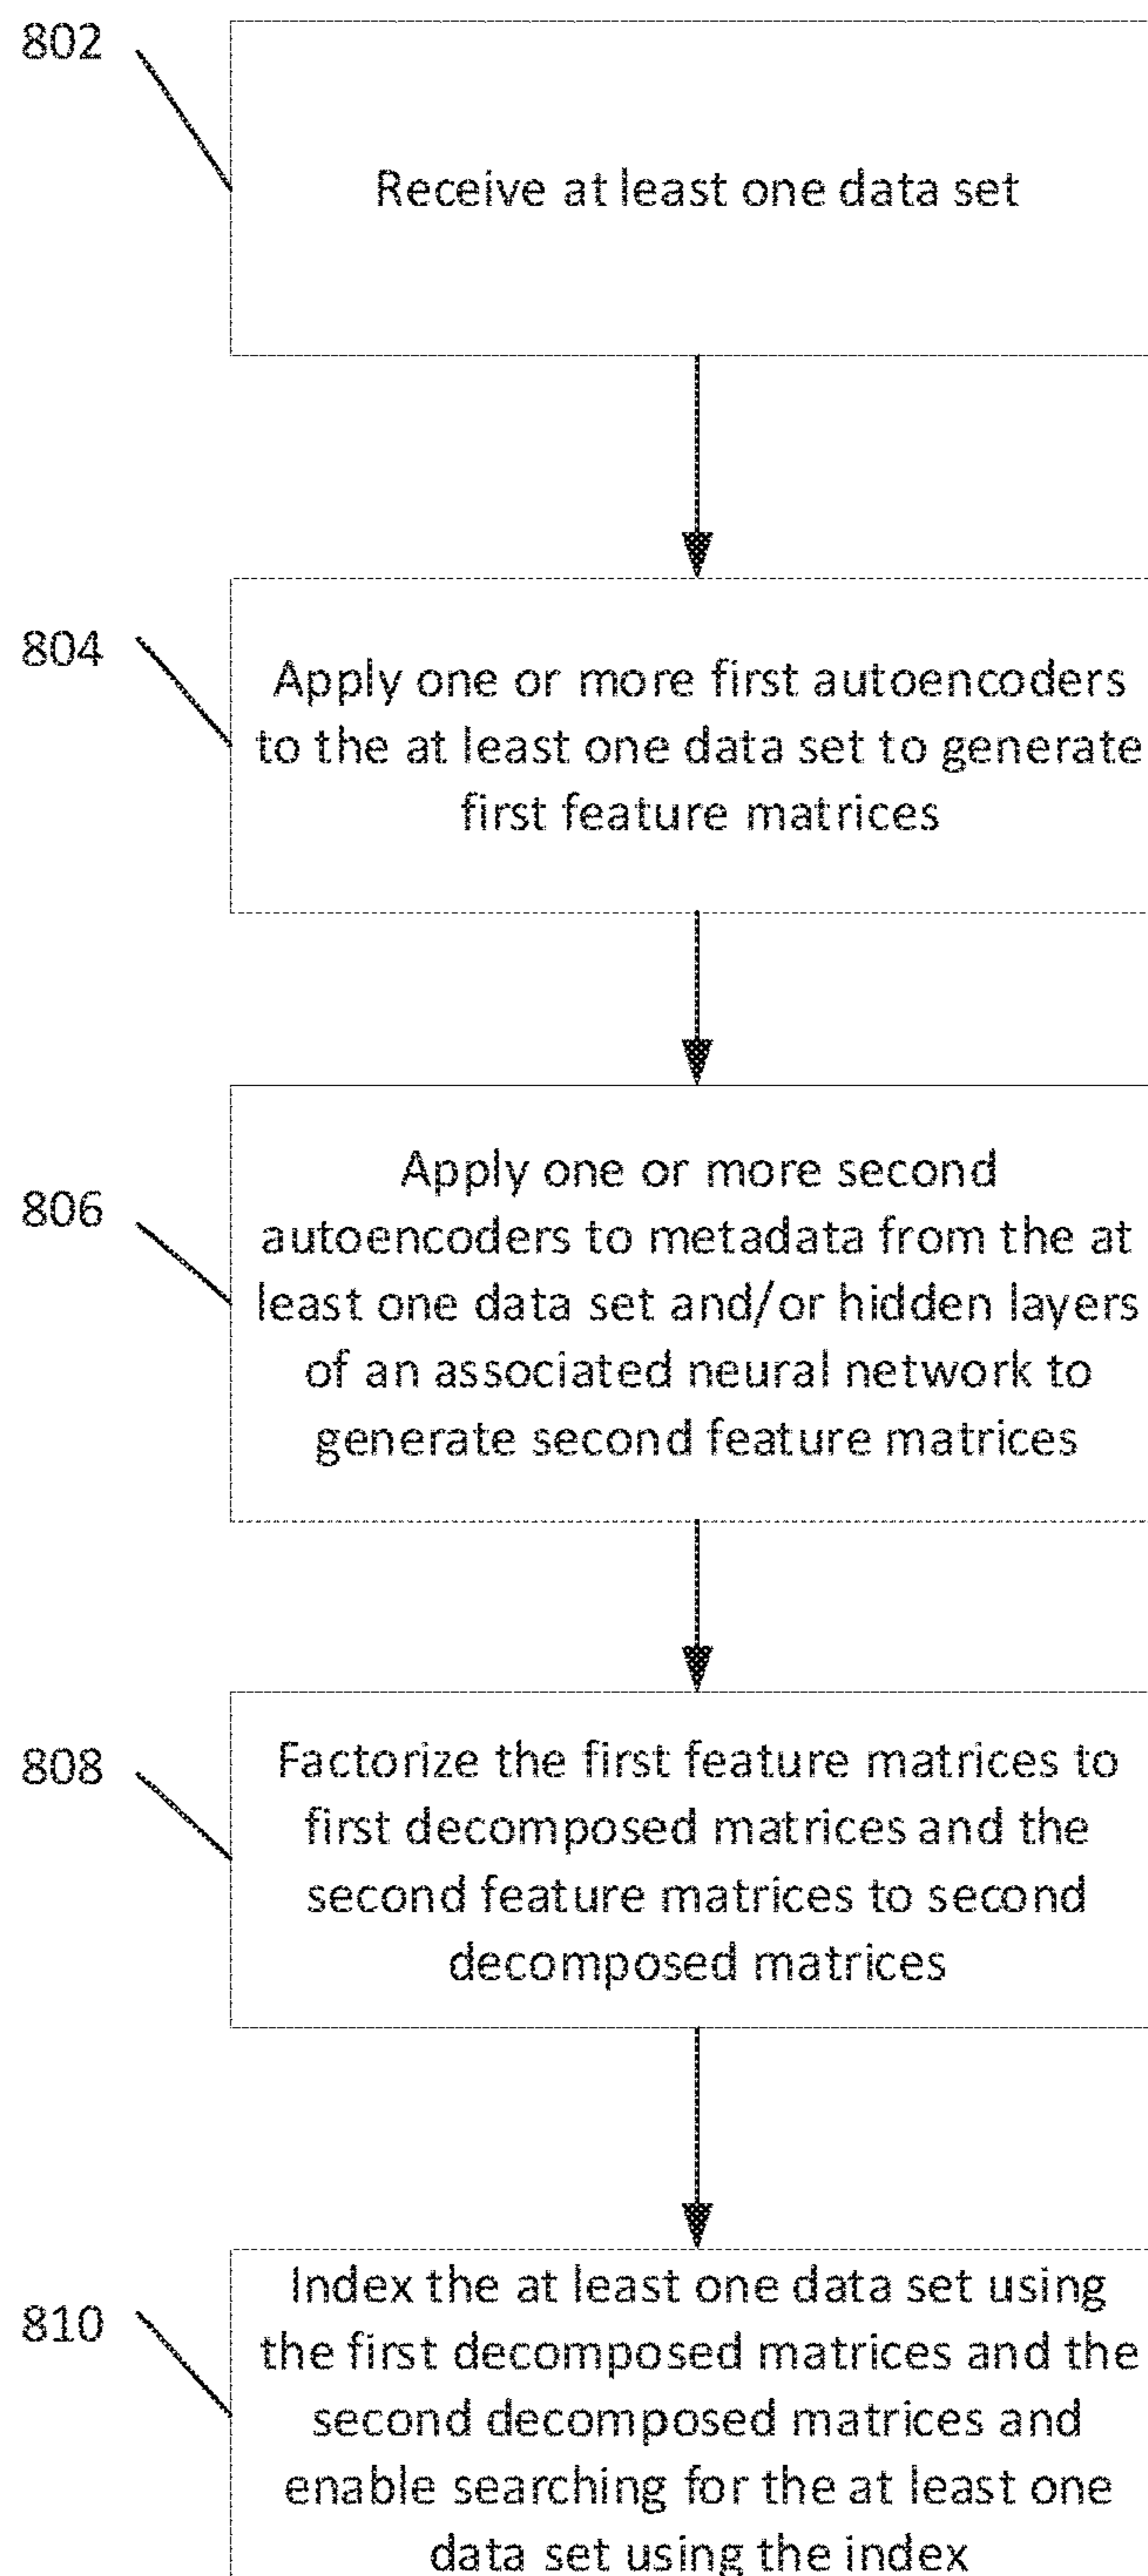 802
Receive at least one data set
804
Apply one or more first autoencoders
to the at least one data set to generate
first feature matrices
806
Apply one or more second
autoencoders to metadata from the at
least one data set and/or hidden layers
of an associated neural network to
generate second feature matrices
808
Factorize the first feature matrices to
first decomposed matrices and the
second feature matrices to second
decomposed matrices
810
Index the at least one data set using
the first decomposed matrices and the
second decomposed matrices and
enable searching for the at least one
data set using the index